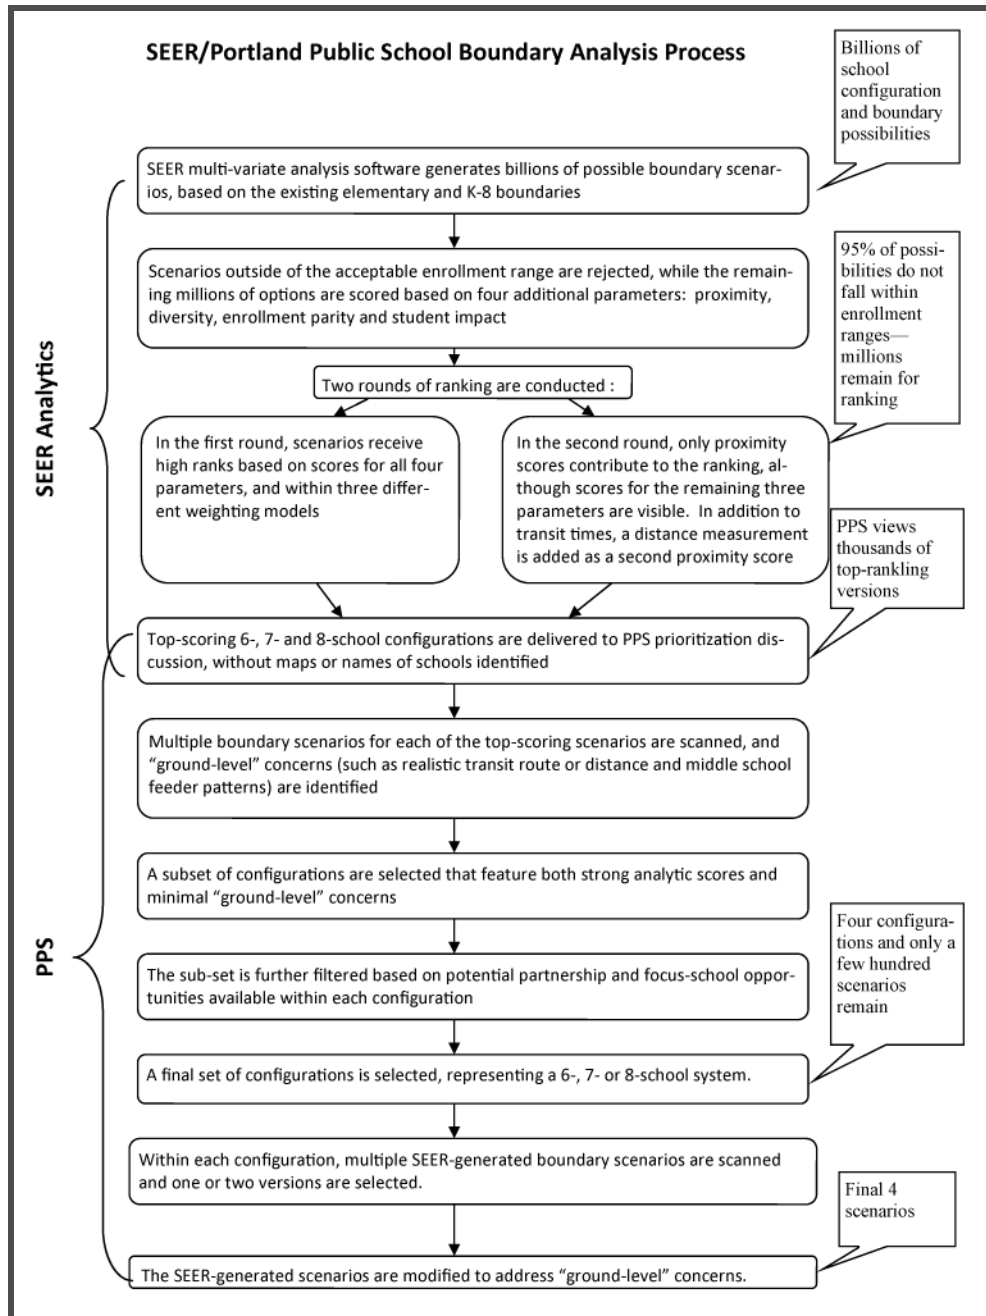 SEER/Portland Public School Boundary Analysis Process
Billions of
school
configuration
and boundary
possibilities
SEER multi-variate analysis software generates billions of possible boundary scenar-
ios, based on the existing elementary and K-8 boundaries
Scenarios outside of the acceptable enrollment range are rejected, while the remain-
ing millions of options are scored based on four additional parameters: proximity,
diversity, enrollment parity and student impact
95% of possi-
bilities do not
fall within
enrollment
ranges—
millions
remain for
ranking
Two rounds of ranking are conducted :
In the first round, scenarios receive
high ranks based on scores for all four
parameters, and within three differ-
ent weighting models
In the second round, only proximity
scores contribute to the ranking, al-
though scores for the remaining three
parameters are visible. In addition to
transit times, a distance measurement
is added as a second proximity score
SEER Analytics
PPS views
thousands of
top-rankling
versions
Top-scoring 6-, 7- and 8-school configurations are delivered to PPS prioritization dis-
cussion, without maps or names of schools identified
Multiple boundary scenarios for each of the top-scoring scenarios are scanned, and
“ground-level” concerns (such as realistic transit route or distance and middle school
feeder patterns) are identified
A subset of configurations are selected that feature both strong analytic scores and
minimal “ground-level” concerns
PPS
The sub-set is further filtered based on potential partnership and focus-school oppor-
tunities available within each configuration
Four configura-
tions and only a
few hundred
scenarios
remain
A final set of configurations is selected, representing a 6-, 7- or 8-school system.
Within each configuration, multiple SEER-generated boundary scenarios are scanned
and one or two versions are selected.
Final 4
scenarios
The SEER-generated scenarios are modified to address “ground-level” concerns.